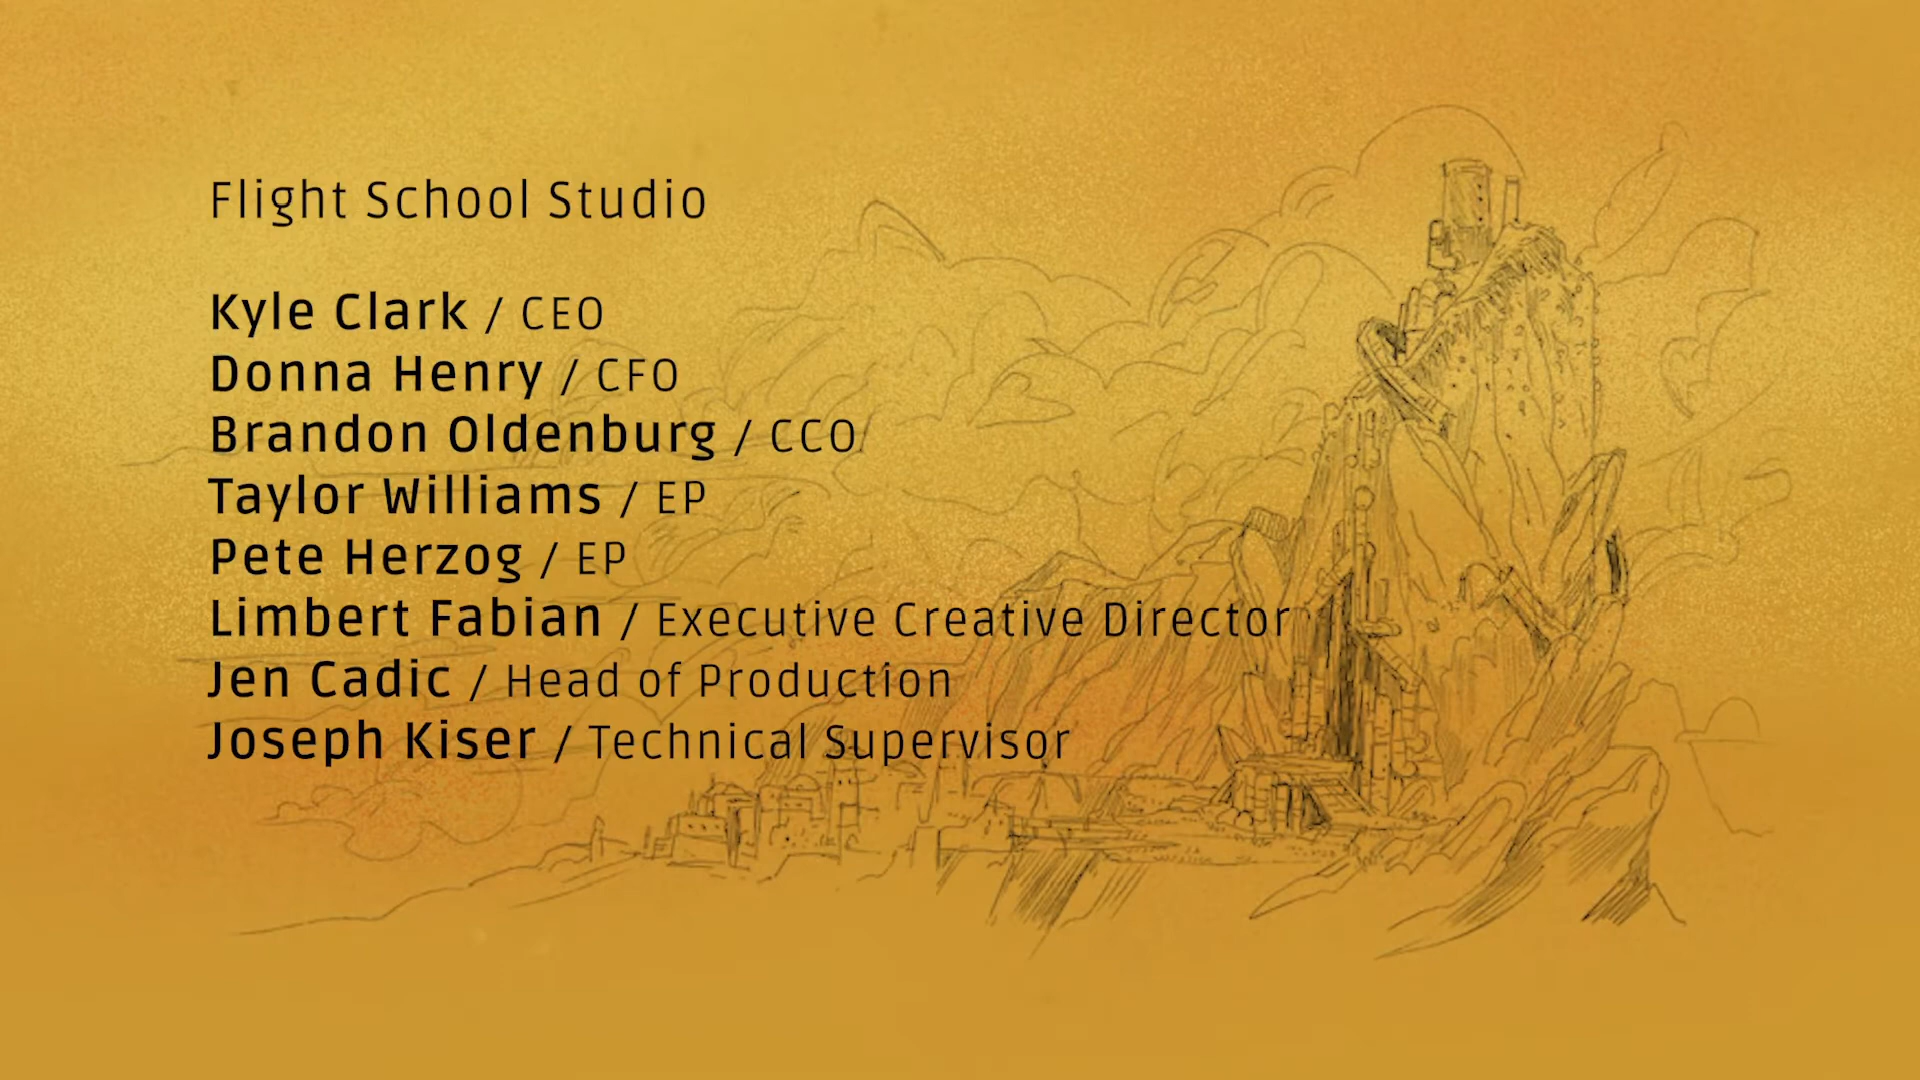 Flight School Studio
Kyle Clark / CEO
Donna Henry / CFO
Brandon Oldenburg / CCO
Taylor Williams / EP
Pete Herzog / EP
Limbert Fabian / Executive Creative Director
Jen Cadic / Head of Production
Joseph Kiser / Technical Supervisor